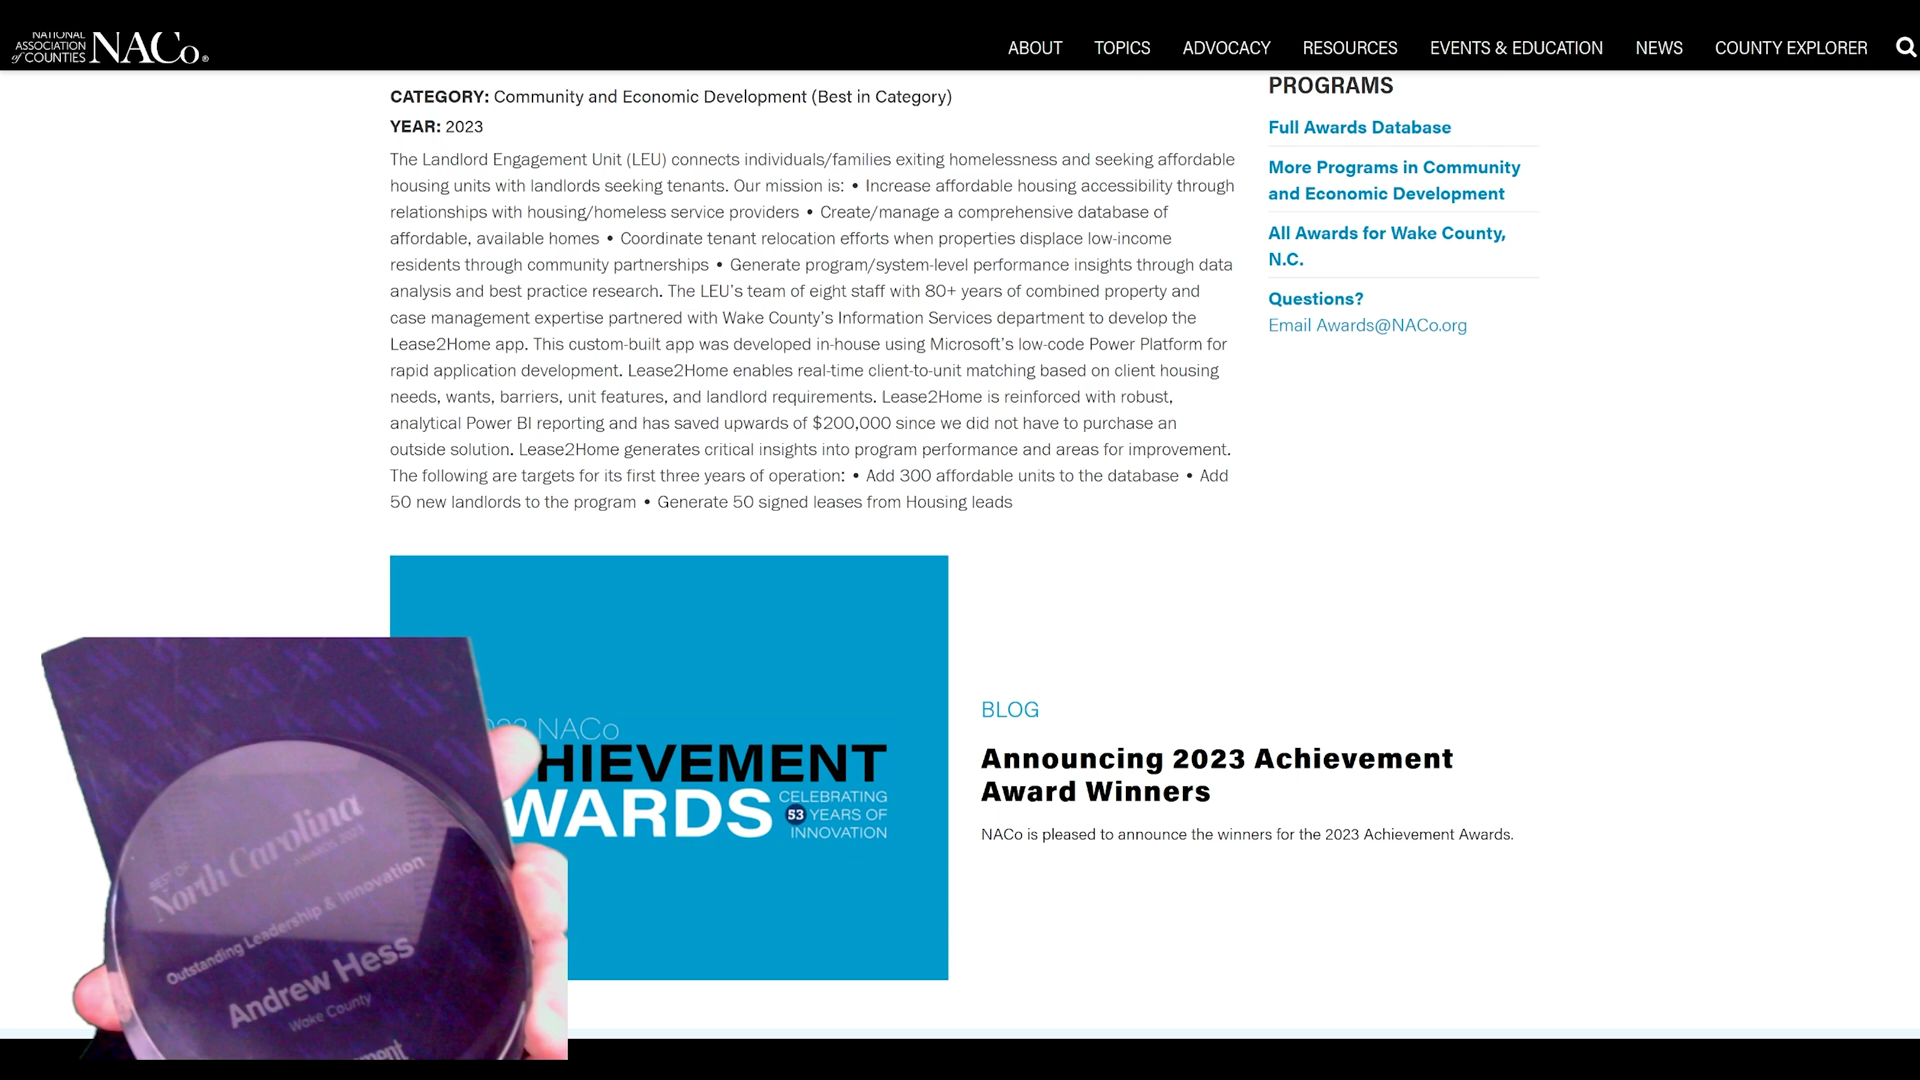 NATIONAL
ASSOCIATION
of COUNTIES
NACo®
ABOUT
TOPICS
ADVOCACY
RESOURCES
EVENTS & EDUCATION
NEWS
COUNTY EXPLORER
CATEGORY: Community and Economic Development (Best in Category)
YEAR: 2023
The Landlord Engagement Unit (LEU) connects individuals/families exiting homelessness and seeking affordable
housing units with landlords seeking tenants. Our mission is: • Increase affordable housing accessibility through
relationships with housing/homeless service providers • Create/manage a comprehensive database of
affordable, available homes • Coordinate tenant relocation efforts when properties displace low-income
residents through community partnerships • Generate program/system-level performance insights through data
analysis and best practice research. The LEU's team of eight staff with 80+ years of combined property and
case management expertise partnered with Wake County's Information Services department to develop the
Lease2Home app. This custom-built app was developed in-house using Microsoft's low-code Power Platform for
rapid application development. Lease2Home enables real-time client-to-unit matching based on client housing
needs, wants, barriers, unit features, and landlord requirements. Lease2Home is reinforced with robust,
analytical Power BI reporting and has saved upwards of $200,000 since we did not have to purchase an
outside solution. Lease2Home generates critical insights into program performance and areas for improvement.
The following are targets for its first three years of operation: • Add 300 affordable units to the database • Add
50 new landlords to the program • Generate 50 signed leases from Housing leads
PROGRAMS
Full Awards Database
More Programs in Community
and Economic Development
All Awards for Wake County,
N.C.
Questions?
Email Awards@NACo.org
NACo
HIEVEMENT
WARDS
CELEBRATING
53 YEARS OF
INNOVATION
BLOG
Announcing 2023 Achievement
Award Winners
NACo is pleased to announce the winners for the 2023 Achievement Awards.
BEST OF
North Carolina
AWARDS
Outstanding Leadership & Innovation
Andrew Hess
Wake County